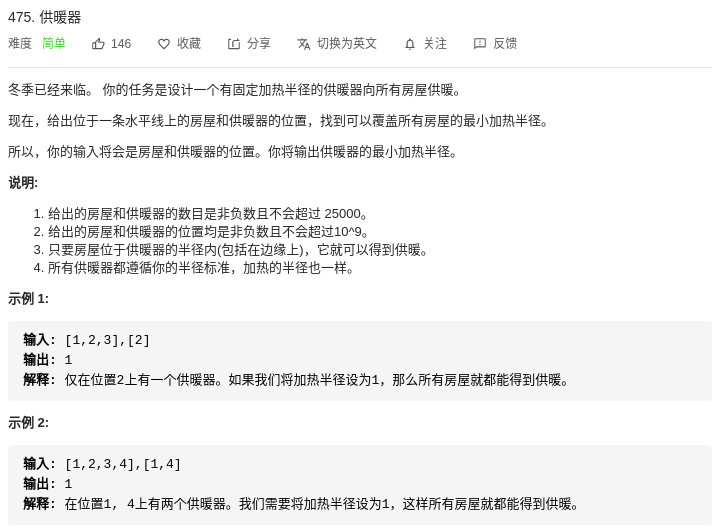 475. 供暖器
难度 简单 146 收藏 分享 切换为英文 关注 反馈
冬季已经来临。 你的任务是设计一个有固定加热半径的供暖器向所有房屋供暖。
现在，给出位于一条水平线上的房屋和供暖器的位置，找到可以覆盖所有房屋的最小加热半径。
所以，你的输入将会是房屋和供暖器的位置。你将输出供暖器的最小加热半径。
说明:
1. 给出的房屋和供暖器的数目是非负数且不会超过 25000。
2. 给出的房屋和供暖器的位置均是非负数且不会超过10^9。
3. 只要房屋位于供暖器的半径内(包括在边缘上)，它就可以得到供暖。
4. 所有供暖器都遵循你的半径标准，加热的半径也一样。
示例 1:
输入: [1,2,3],[2]
输出: 1
解释: 仅在位置2上有一个供暖器。如果我们将加热半径设为1，那么所有房屋就都能得到供暖。
示例 2:
输入: [1,2,3,4],[1,4]
输出: 1
解释: 在位置1, 4上有两个供暖器。我们需要将加热半径设为1，这样所有房屋就都能得到供暖。